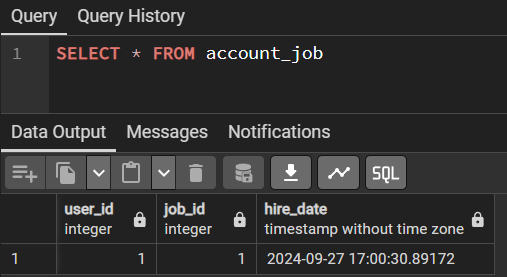 Query Query History
1 SELECT * FROM account_job
Data Output Messages Notifications
SQL
user_id job_id hire_date
integer integer timestamp without time zone
1 1 1 2024-09-27 17:00:30.89172